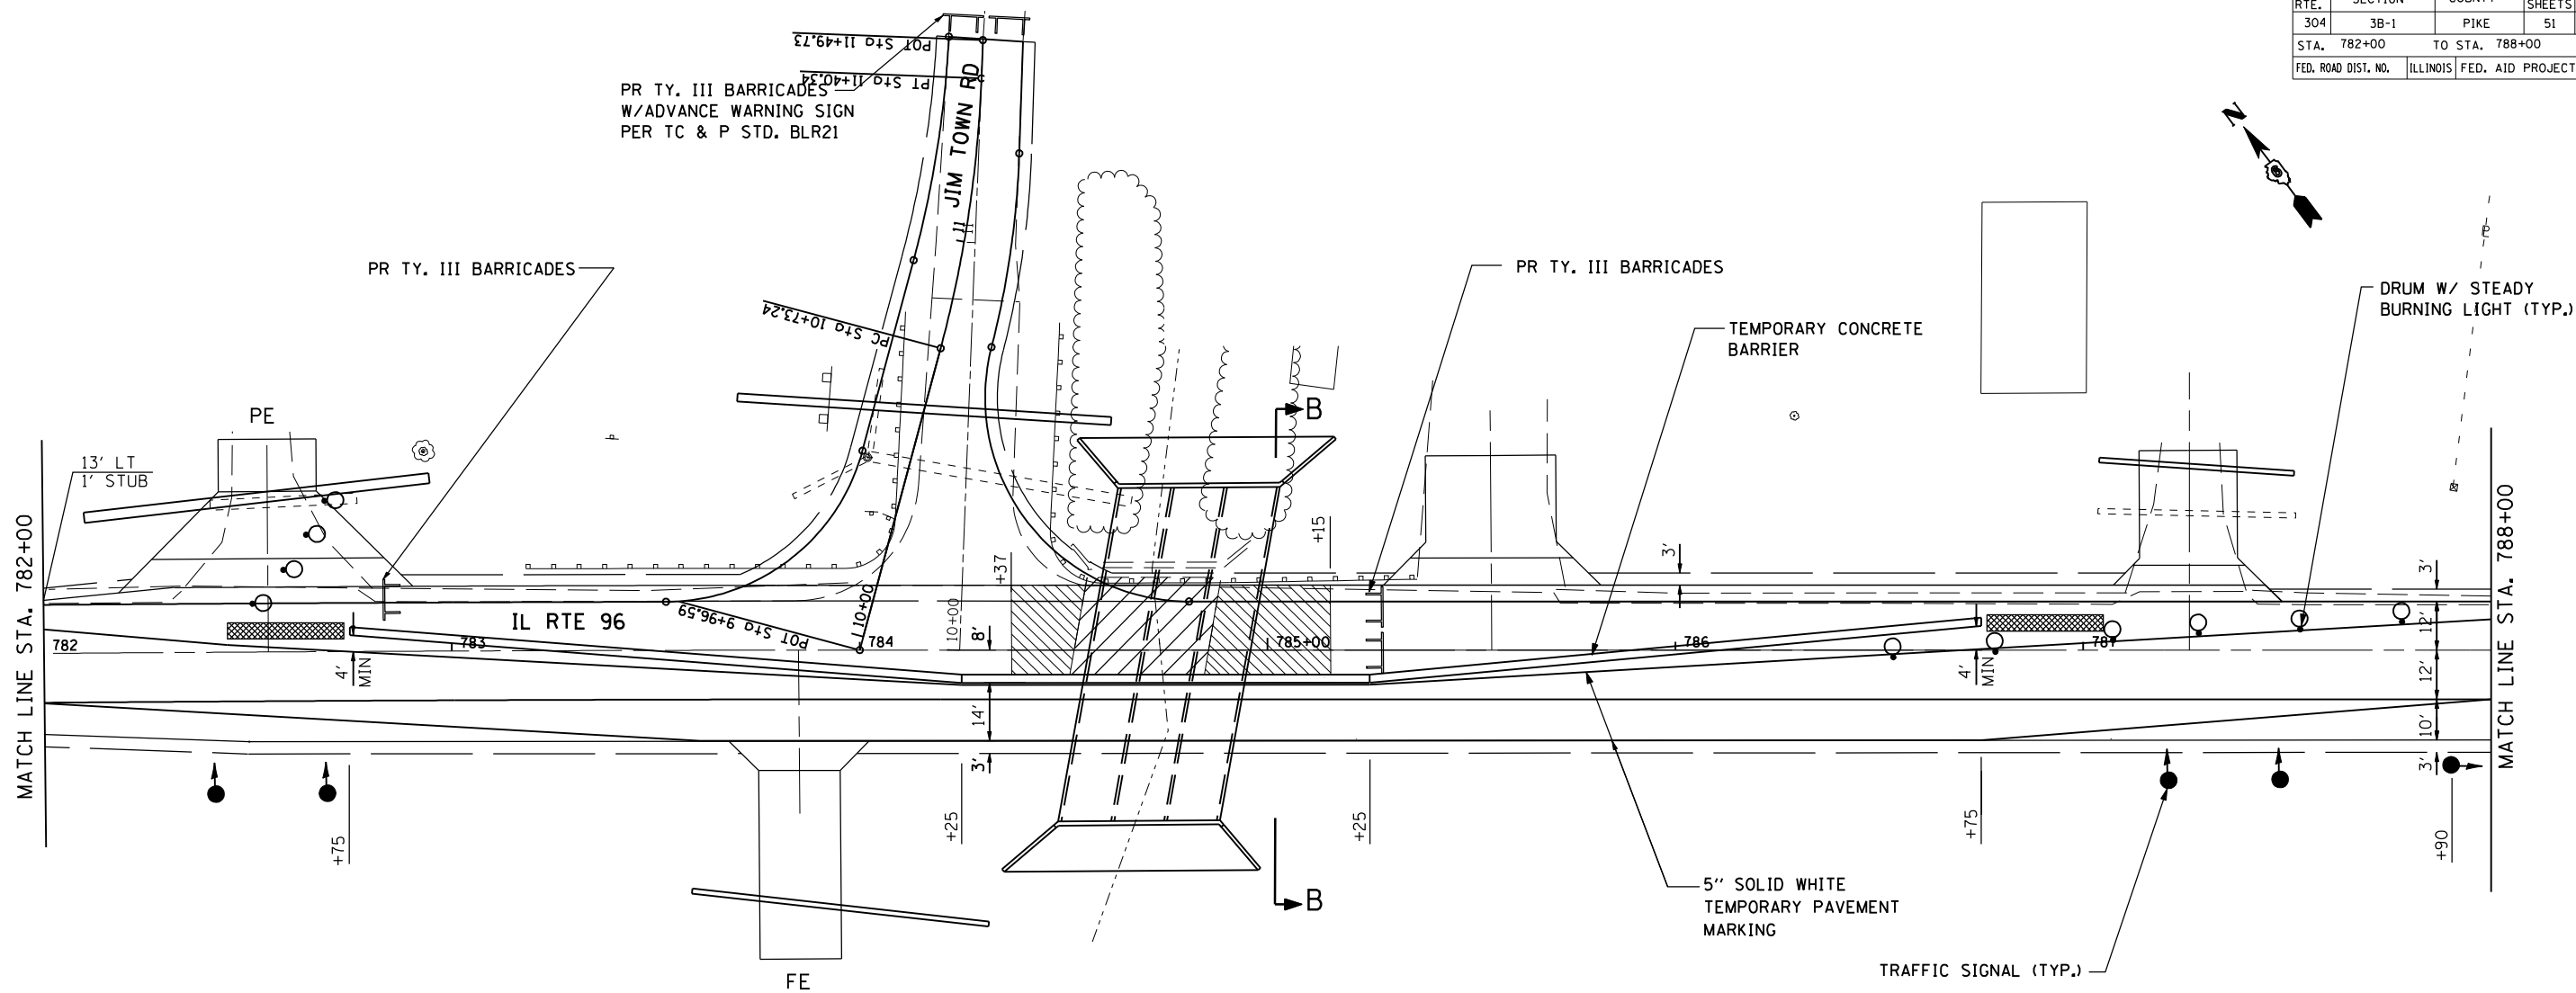 RTE. SECTION COUNTY SHEETS
304 3B-1 PIKE 51
STA. 782+00 TO STA. 788+00
FED. ROAD DIST. NO. ILLINOIS FED. AID PROJECT
N
POT Sta 11+49.73
PT Sta 11+40.34
PR TY. III BARRICADES
W/ADVANCE WARNING SIGN
PER TC & P STD. BLR21
JIM TOWN RD
11
PR TY. III BARRICADES
PC Sta 10+73.24
PR TY. III BARRICADES
DRUM W/ STEADY
BURNING LIGHT (TYP.)
TEMPORARY CONCRETE
BARRIER
P
PE
B
13' LT
1' STUB
MATCH LINE STA. 782+00
MATCH LINE STA. 788+00
+37
+15
3'
3'
IL RTE 96
POT Sta 9+96.59
10+00
10+00
8'
12'
782
783
784
785+00
786
787
4'
MIN
4'
MIN
12'
14'
10'
3'
3'
+75
+25
+25
+75
+90
B
5" SOLID WHITE
TEMPORARY PAVEMENT
MARKING
TRAFFIC SIGNAL (TYP.)
FE